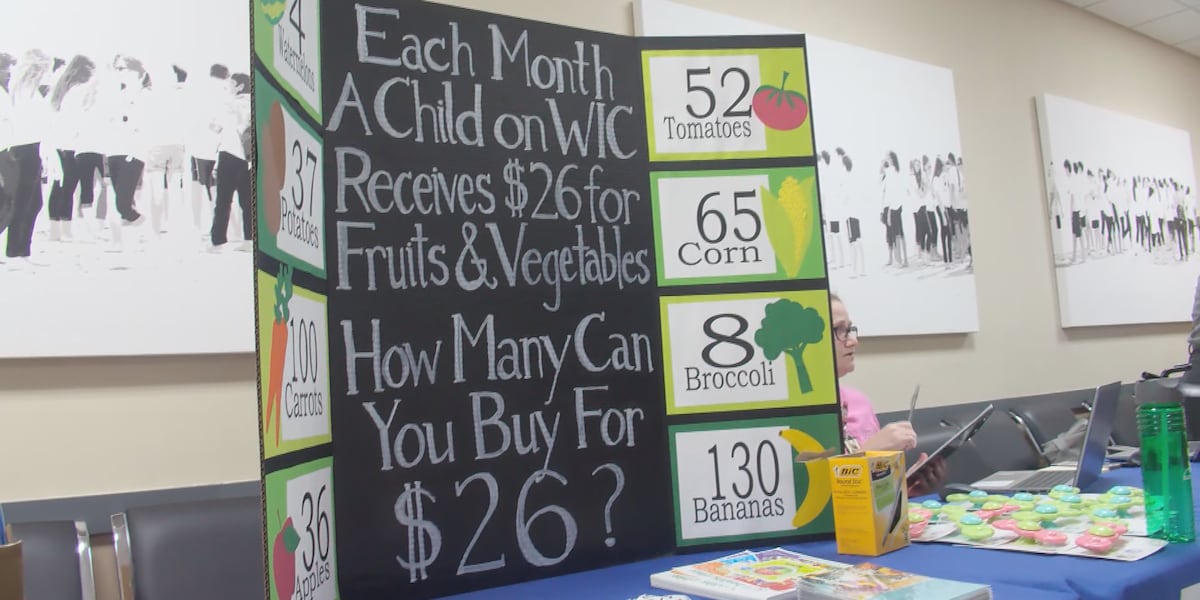 4
Watermelons
37
Potatoes
100
Carrots
36
Apples
Each Month
A Child on WIC
Receives $26 for
Fruits & Vegetables
How Many Can
You Buy For
$26?
52
Tomatoes
65
Corn
8
Broccoli
130
Bananas
BIC